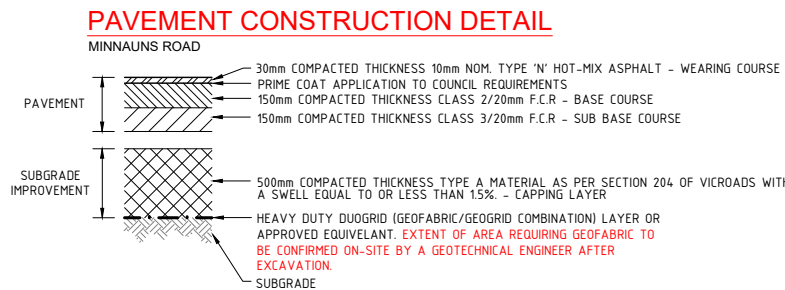 PAVEMENT CONSTRUCTION DETAIL
MINNAUNS ROAD
30mm COMPACTED THICKNESS 10mm NOM. TYPE 'N' HOT-MIX ASPHALT - WEARING COURSE
PRIME COAT APPLICATION TO COUNCIL REQUIREMENTS
PAVEMENT
150mm COMPACTED THICKNESS CLASS 2/20mm F.C.R - BASE COURSE
150mm COMPACTED THICKNESS CLASS 3/20mm F.C.R - SUB BASE COURSE
SUBGRADE
IMPROVEMENT
500mm COMPACTED THICKNESS TYPE A MATERIAL AS PER SECTION 204 OF VICROADS WITH
A SWELL EQUAL TO OR LESS THAN 1.5%. - CAPPING LAYER
HEAVY DUTY DUOGRID (GEOFABRIC/GEOGRID COMBINATION) LAYER OR
APPROVED EQUIVELANT. EXTENT OF AREA REQUIRING GEOFABRIC TO
BE CONFIRMED ON-SITE BY A GEOTECHNICAL ENGINEER AFTER
EXCAVATION.
SUBGRADE